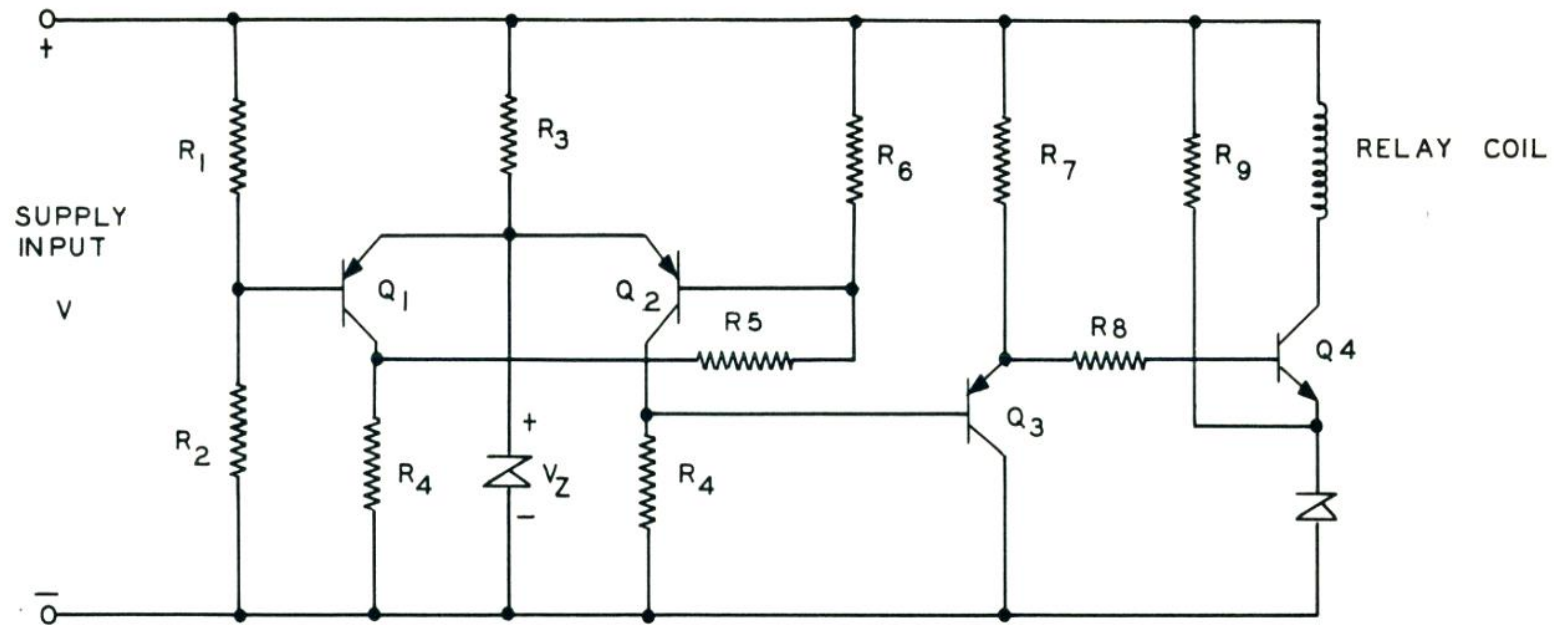 +
R1
R3
R6
R7
R9
RELAY COIL
SUPPLY
INPUT
V
Q1
Q2
R5
R8
Q4
R2
R4
+
VZ
−
R4
Q3
−